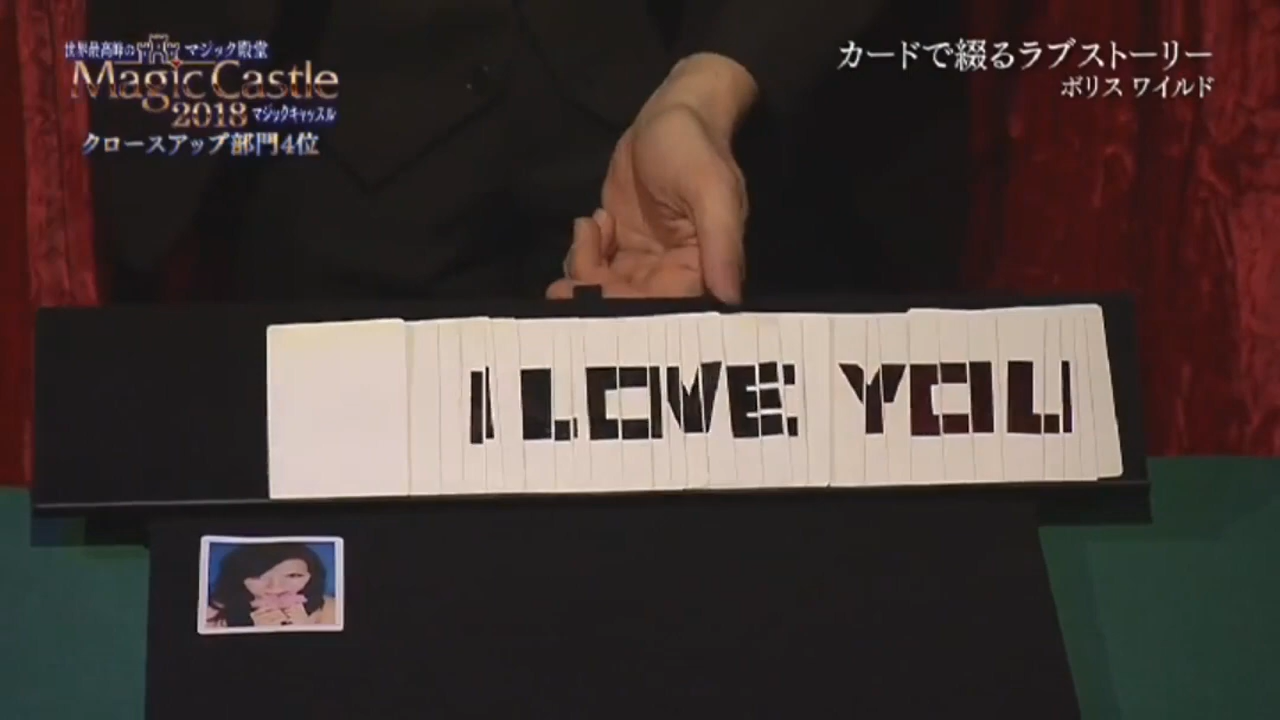 世界最高峰の マジック殿堂
Magic Castle
2018 マジックキャッスル
クロースアップ部門4位
カードで綴るラブストーリー
ボリス ワイルド
I LOVE YOU